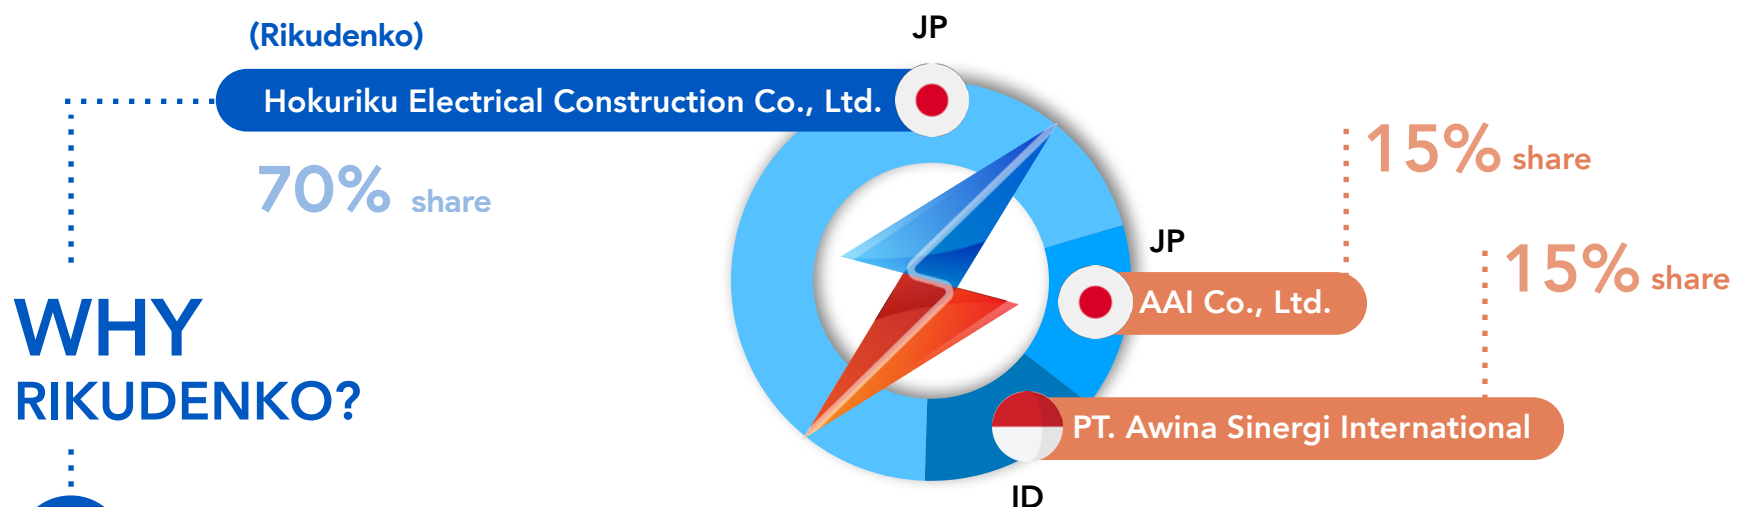 (Rikudenko)
JP
Hokuriku Electrical Construction Co., Ltd.
70% share
15% share
JP
15% share
AAI Co., Ltd.
WHY
RIKUDENKO?
PT. Awina Sinergi International
ID